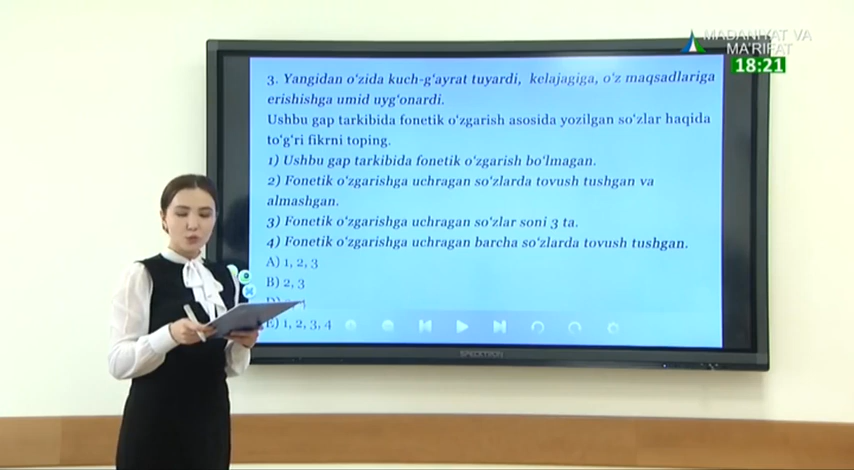 MADANIYAT VA
MA'RIFAT
18:21
3. Yangidan o'zida kuch-g'ayrat tuyardi, kelajagiga, o'z maqsadlariga
erishishga umid uyg'onardi.
Ushbu gap tarkibida fonetik o'zgarish asosida yozilgan so'zlar haqida
to'g'ri fikrni toping.
1) Ushbu gap tarkibida fonetik o'zgarish bo'lmagan.
2) Fonetik o'zgarishga uchragan so'zlarda tovush tushgan va
almashgan.
3) Fonetik o'zgarishga uchragan so'zlar soni 3 ta.
4) Fonetik o'zgarishga uchragan barcha so'zlarda tovush tushgan.
A) 1, 2, 3
B) 2, 3
E) 1, 2, 3, 4
SPECKTRON